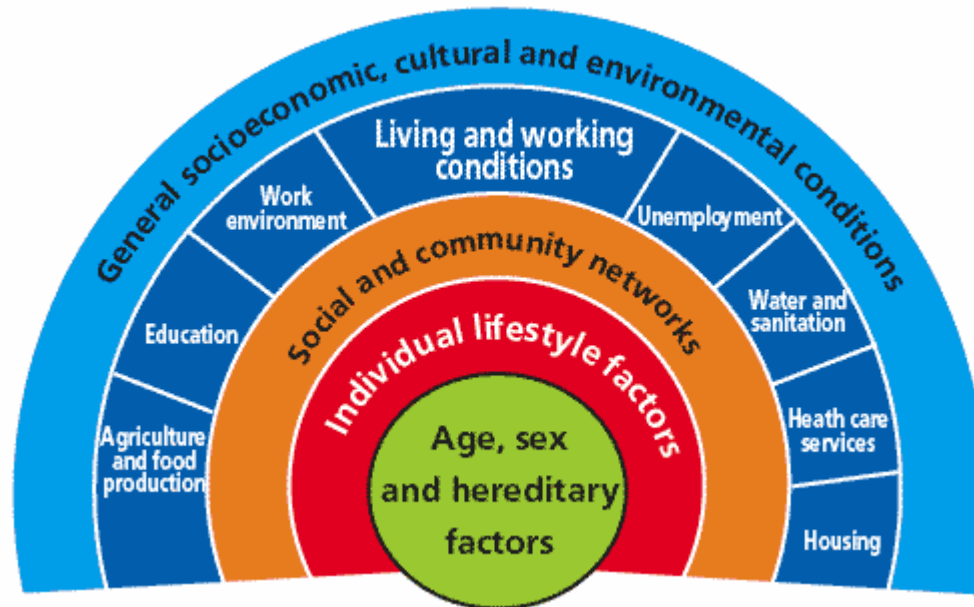 General socioeconomic, cultural and environmental conditions
Living and working
conditions
Work
environment
Unemployment
Education
Water and
sanitation
Agriculture
and food
production
Heath care
services
Housing
Social and community networks
Individual lifestyle factors
Age, sex
and hereditary
factors